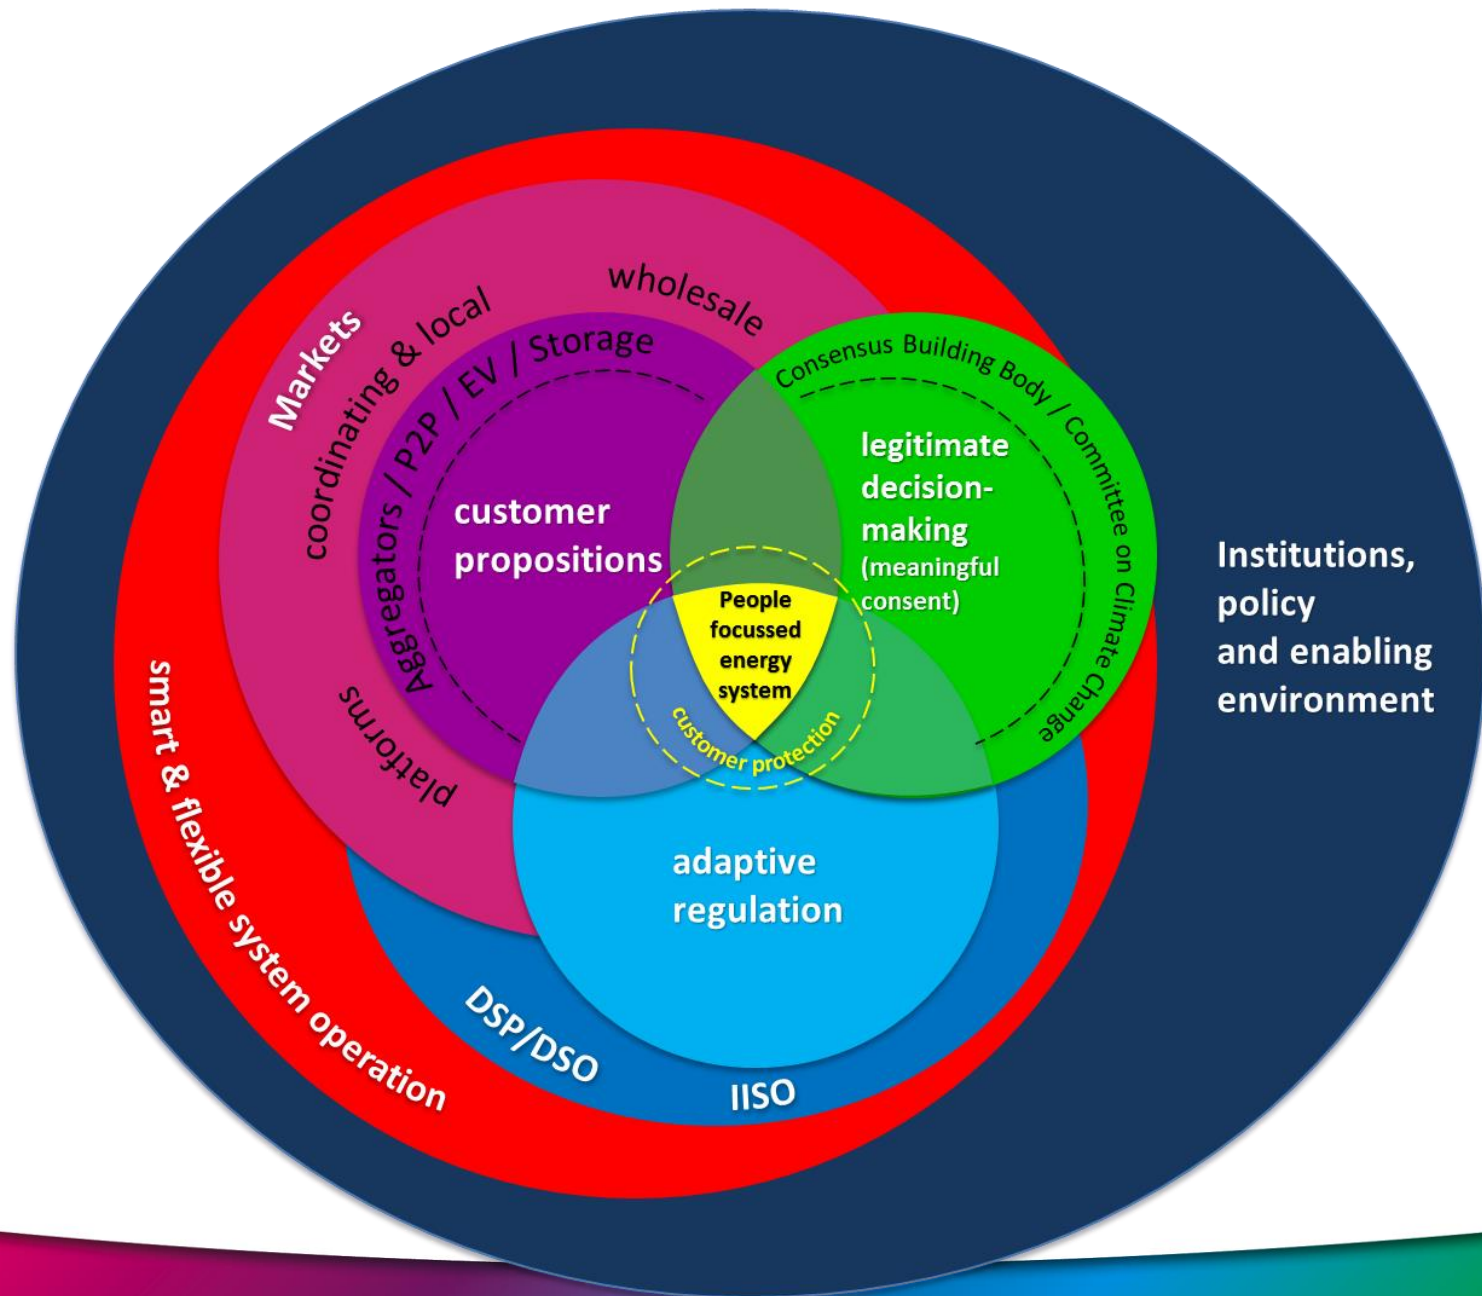 wholesale
Markets
coordinating & local
platforms
Aggregators / P2P / EV / Storage
customer
propositions
Consensus Building Body / Committee on Climate Change
legitimate
decision-
making
(meaningful
consent)
People
focussed
energy
system
customer protection
adaptive
regulation
smart & flexible system operation
DSP/DSO
IISO
Institutions,
policy
and enabling
environment